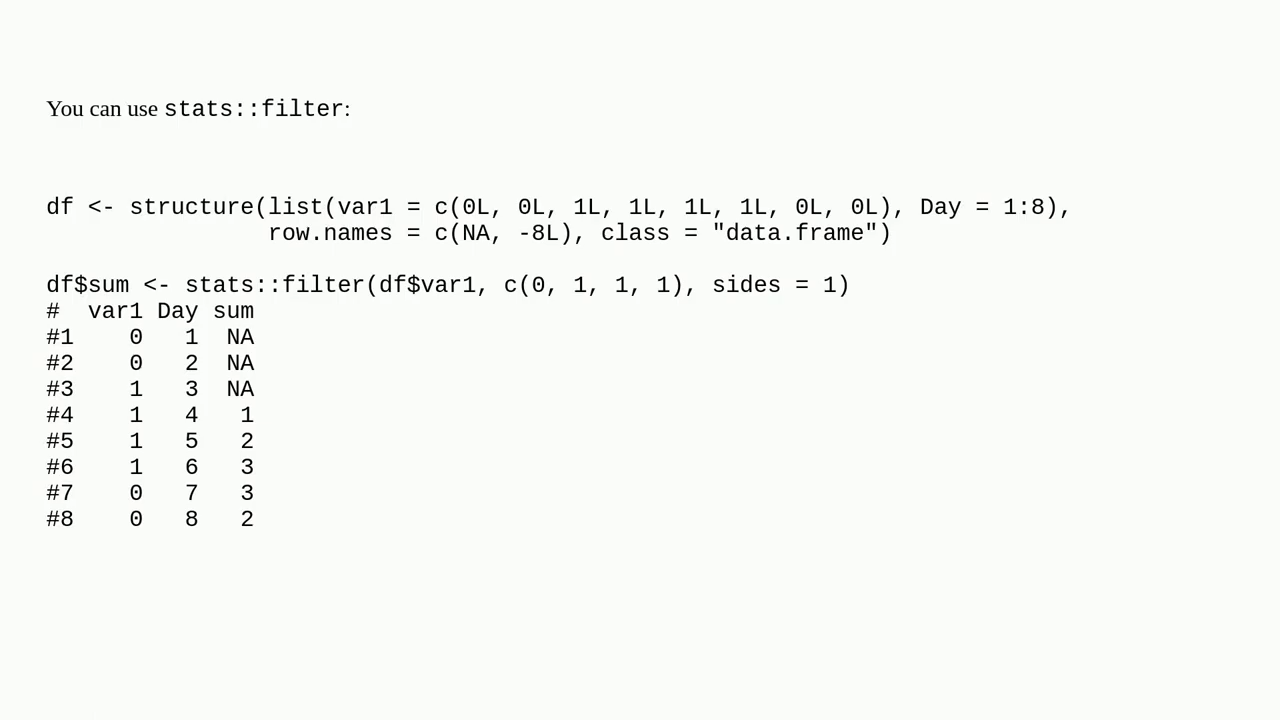 You can use stats::filter:
df <- structure(list(var1 = c(0L, 0L, 1L, 1L, 1L, 1L, 0L, 0L), Day = 1:8),
                row.names = c(NA, -8L), class = "data.frame")
df$sum <- stats::filter(df$var1, c(0, 1, 1, 1), sides = 1)
#  var1 Day sum
#1    0   1  NA
#2    0   2  NA
#3    1   3  NA
#4    1   4   1
#5    1   5   2
#6    1   6   3
#7    0   7   3
#8    0   8   2